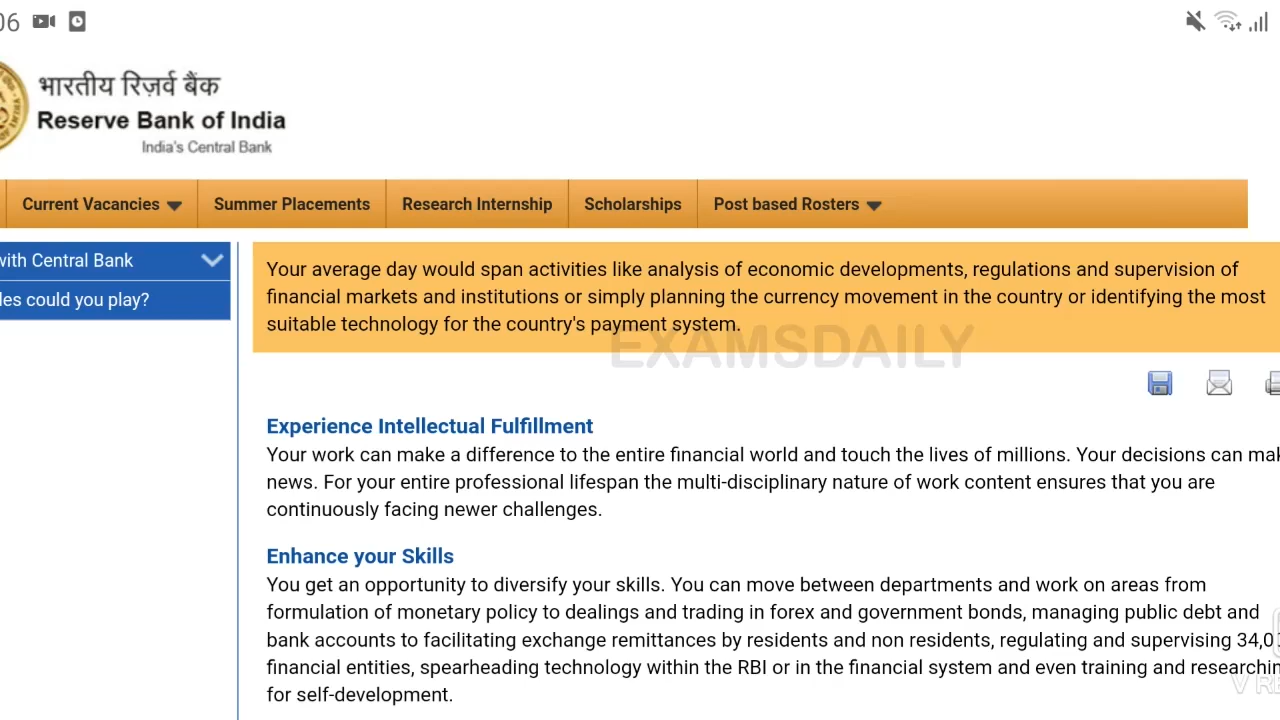 06
भारतीय रिज़र्व बैंक
Reserve Bank of India
India's Central Bank
Current Vacancies
Summer Placements
Research Internship
Scholarships
Post based Rosters
with Central Bank
les could you play?
Your average day would span activities like analysis of economic developments, regulations and supervision of
financial markets and institutions or simply planning the currency movement in the country or identifying the most
suitable technology for the country's payment system.
EXAMSDAILY
Experience Intellectual Fulfillment
Your work can make a difference to the entire financial world and touch the lives of millions. Your decisions can mak
news. For your entire professional lifespan the multi-disciplinary nature of work content ensures that you are
continuously facing newer challenges.
Enhance your Skills
You get an opportunity to diversify your skills. You can move between departments and work on areas from
formulation of monetary policy to dealings and trading in forex and government bonds, managing public debt and
bank accounts to facilitating exchange remittances by residents and non residents, regulating and supervising 34,0
financial entities, spearheading technology within the RBI or in the financial system and even training and researchin
for self-development.
V RE